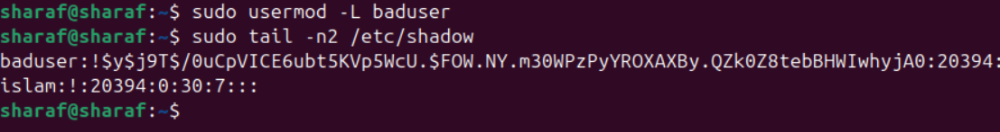 sharaf@sharaf:~$ sudo usermod -L baduser
sharaf@sharaf:~$ sudo tail -n2 /etc/shadow
baduser:!$y$j9T$/0uCpVICE6ubt5KVp5WcU.$FOW.NY.m30WPzPyYROXAXBy.QZk0Z8tebBHWIwhyjA0:20394:
islam:!:20394:0:30:7:::
sharaf@sharaf:~$